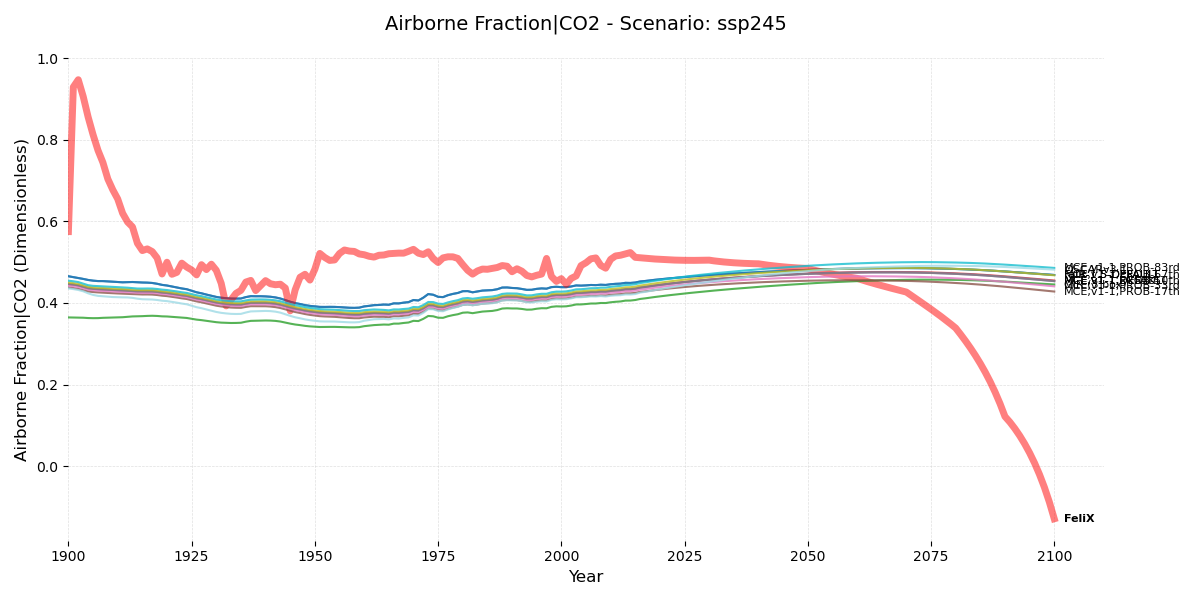 Airborne Fraction|CO2 - Scenario: ssp245
Airborne Fraction|CO2 (Dimensionless)
1.0
0.8
0.6
0.4
0.2
0.0
1900
1925
1950
1975
2000
2025
2050
2075
2100
Year
MCE,v1-1,PROB-83rd
MCE,v1-1,PROB-17th
FeliX